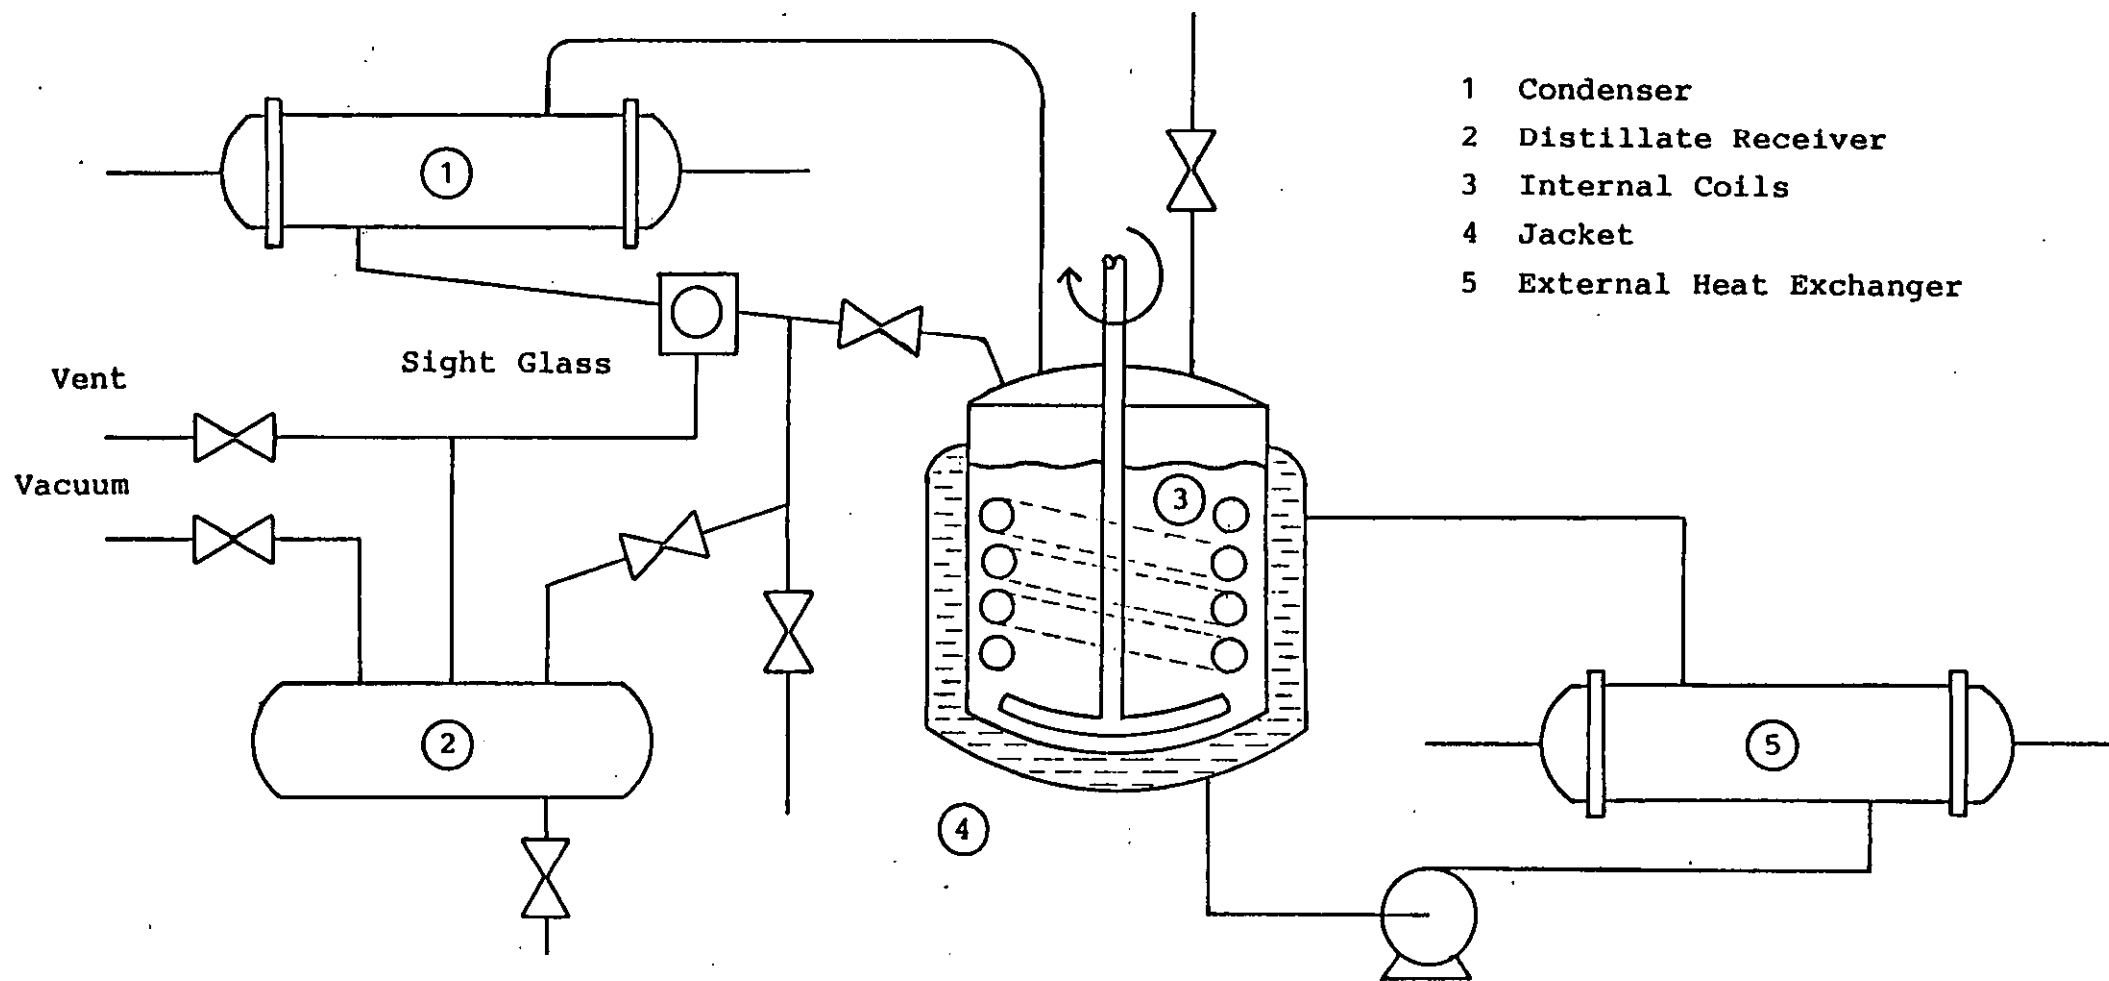 1 Condenser
2 Distillate Receiver
3 Internal Coils
4 Jacket
5 External Heat Exchanger
1
Sight Glass
Vent
Vacuum
3
2
5
4